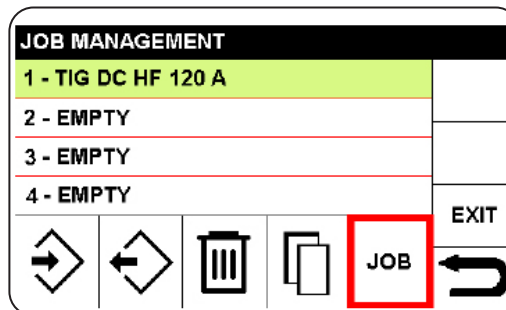 JOB MANAGEMENT
1 - TIG DC HF 120 A
2 - EMPTY
3 - EMPTY
4 - EMPTY
EXIT
JOB